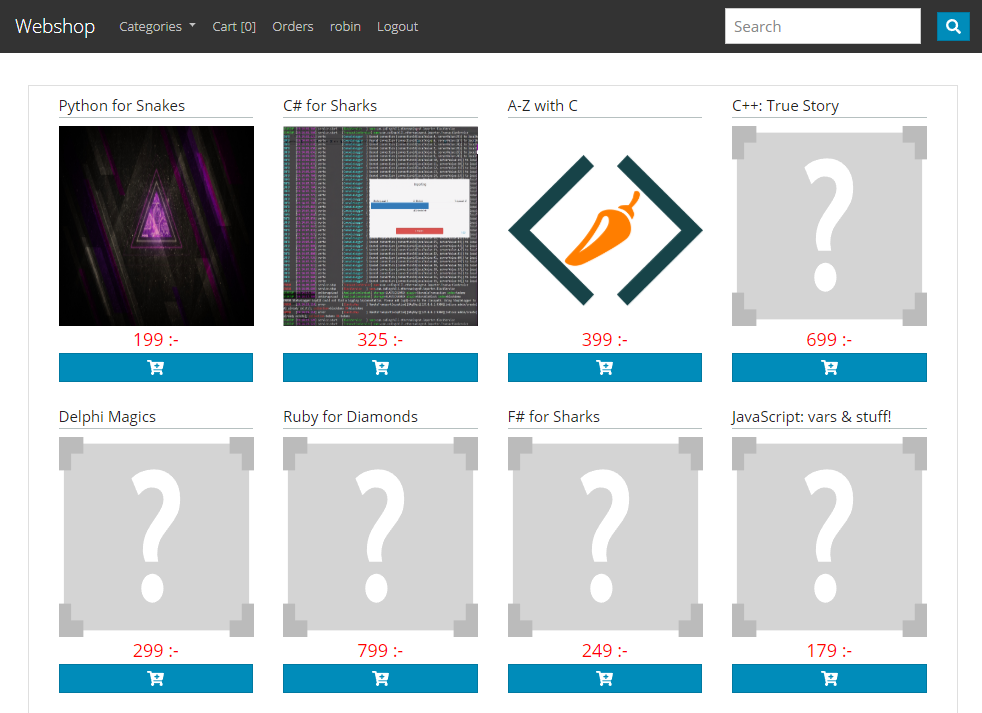 Webshop Categories Cart [0] Orders robin Logout Search
Python for Snakes C# for Sharks A-Z with C C++: True Story
199 :- 325 :- 399 :- 699 :-
Delphi Magics Ruby for Diamonds F# for Sharks JavaScript: vars & stuff!
299 :- 799 :- 249 :- 179 :-